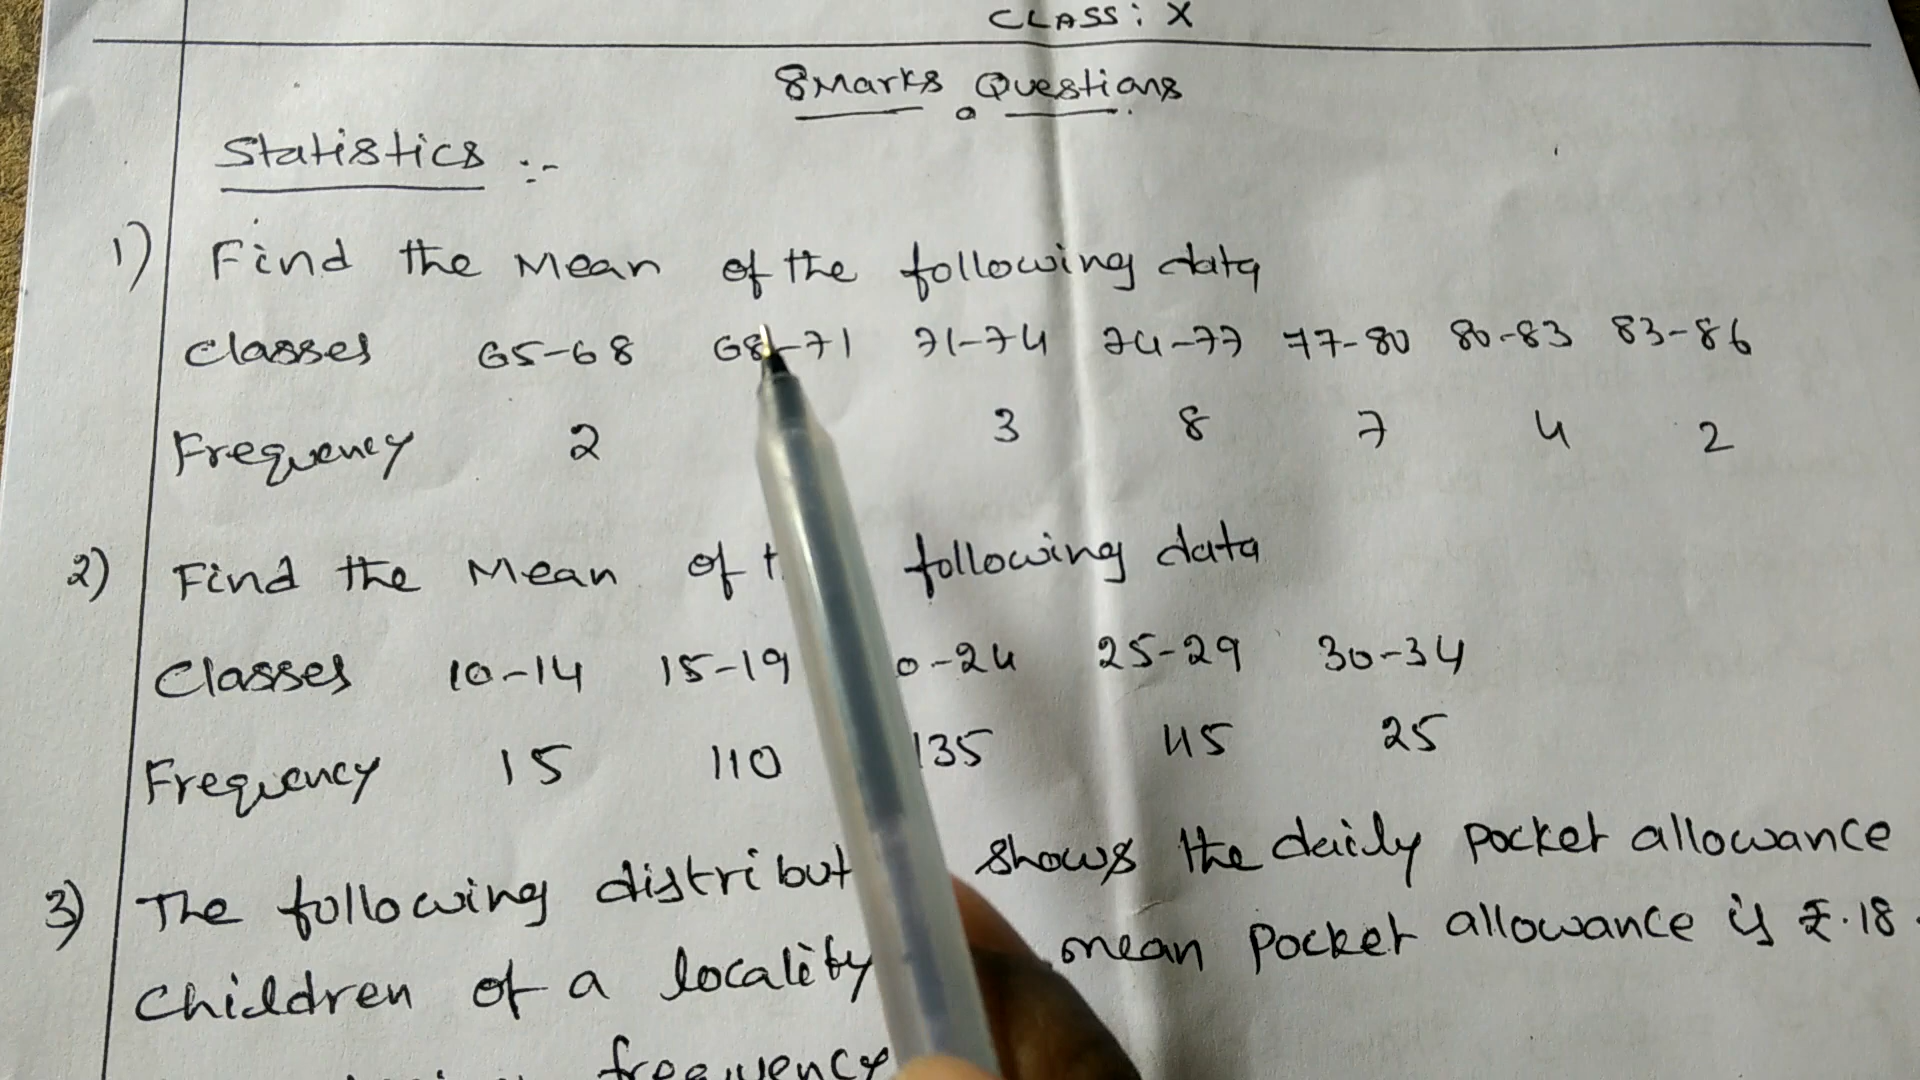 CLASS: X
8 Marks Questions
Statistics :-
1) Find the Mean of the following data
Classes 65-68 68-71 71-74 74-77 77-80 80-83 83-86
Frequency 2 3 8 7 4 2
2) Find the Mean of following data
Classes 10-14 15-19 0-24 25-29 30-34
Frequency 15 110 135 45 25
3) The following shows the daily pocket allowance
Children of a locality mean pocket allowance is ₹.18.
frequency